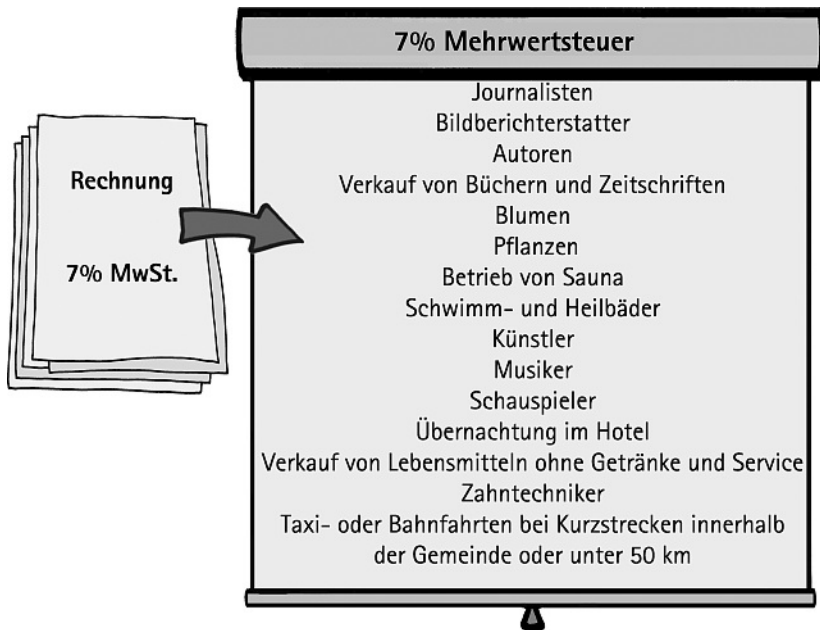 7% Mehrwertsteuer
Rechnung
7% MwSt.
Journalisten
Bildberichterstatter
Autoren
Verkauf von Büchern und Zeitschriften
Blumen
Pflanzen
Betrieb von Sauna
Schwimm- und Heilbäder
Künstler
Musiker
Schauspieler
Übernachtung im Hotel
Verkauf von Lebensmitteln ohne Getränke und Service
Zahntechniker
Taxi- oder Bahnfahrten bei Kurzstrecken innerhalb
der Gemeinde oder unter 50 km